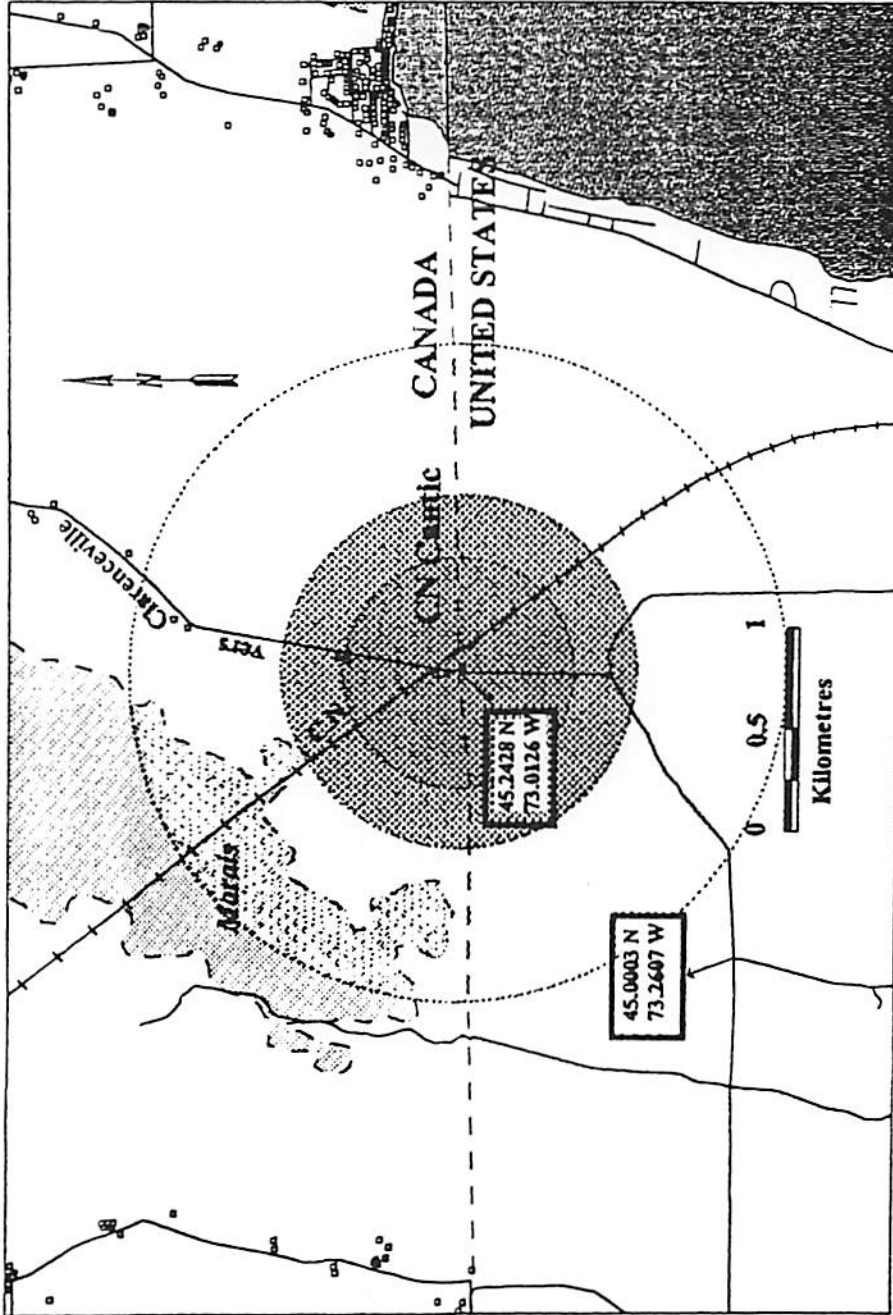 N
CANADA
UNITED STATES
Clarenceville
Vers
CN Cantic
CN
Marais
45.2428 N
73.0126 W
45.0003 N
73.2607 W
0 0.5 1
Kilometres